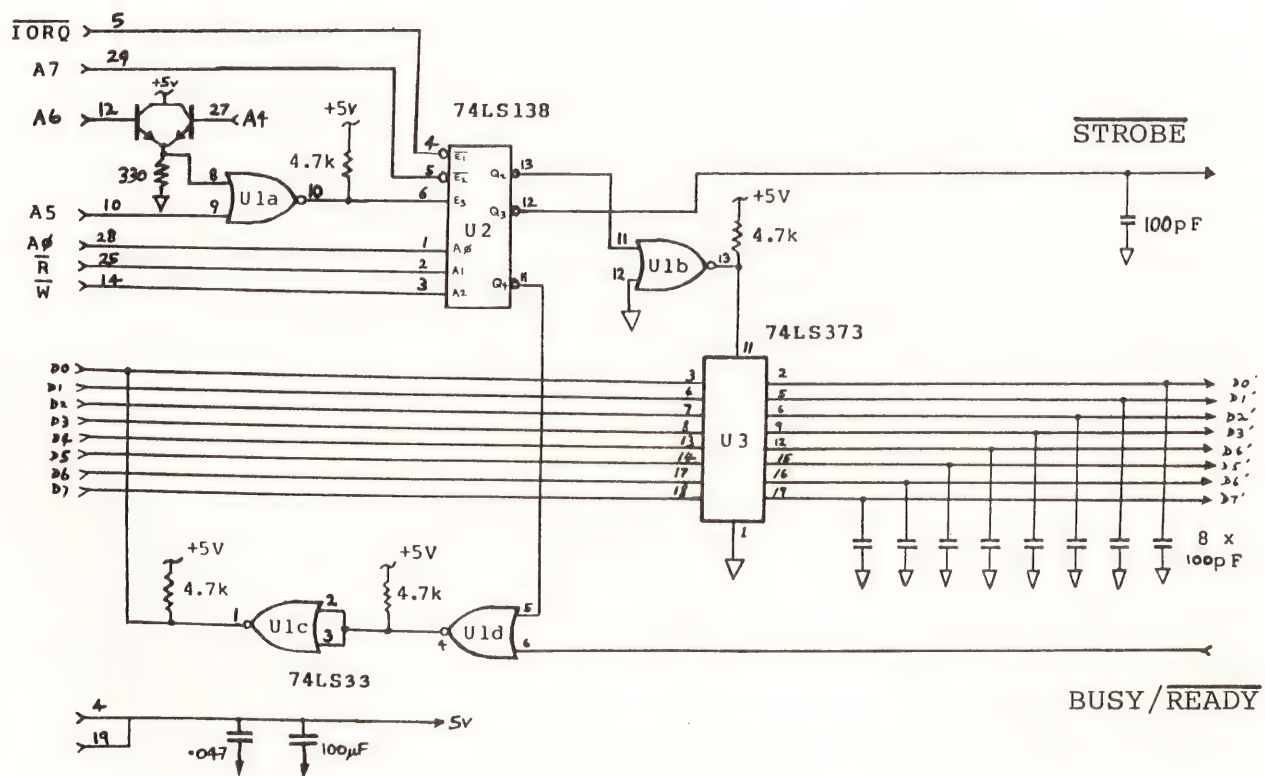 IORQ 5
A7 29
+5v
A6 12 27 A4
330
8
9 U1a 10
A5 10
+5V
4.7k
74LS138
4 E1
5 E2
6 E3
U2
Q2 13
Q3 12
Q4 11
Aφ 28 1 Aφ
R 25 2 A1
W 14 3 A2
STROBE
100pF
+5V
4.7k
11
12 U1b 13
74LS373
11
U3
1
D0 3 2 D0'
D1 4 5 D1'
D2 7 6 D2'
D3 8 9 D3'
D4 13 12 D6'
D5 14 15 D5'
D6 17 16 D6'
D7 18 19 D7'
8 x
100pF
+5V
4.7k
+5V
4.7k
1 U1c 2
3
4 U1d 5
6
74LS33
BUSY/READY
4
19
5V
.047
100µF